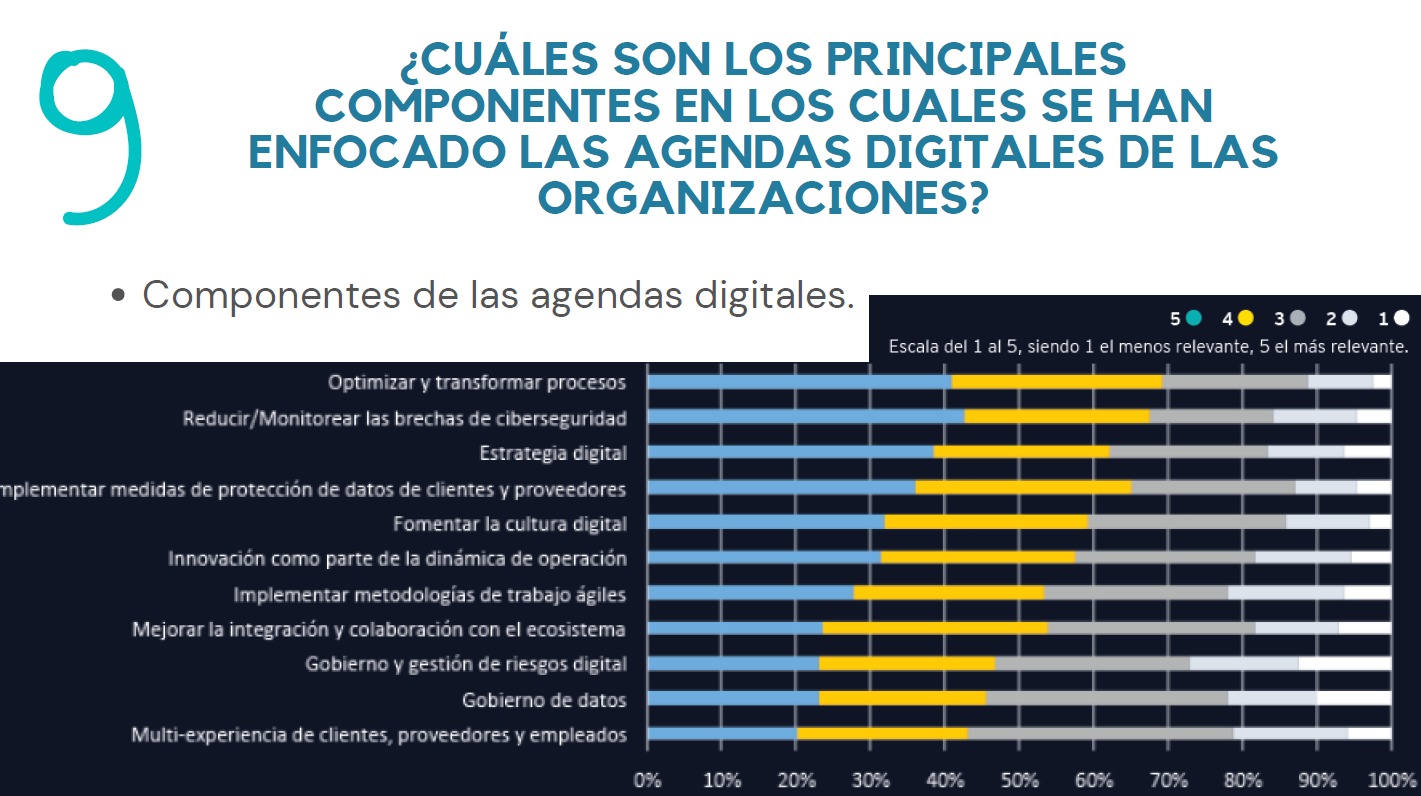 9
¿CUÁLES SON LOS PRINCIPALES
COMPONENTES EN LOS CUALES SE HAN
ENFOCADO LAS AGENDAS DIGITALES DE LAS
ORGANIZACIONES?
• Componentes de las agendas digitales.
5 4 3 2 1
Escala del 1 al 5, siendo 1 el menos relevante, 5 el más relevante.
Optimizar y transformar procesos
Reducir/Monitorear las brechas de ciberseguridad
Estrategia digital
mplementar medidas de protección de datos de clientes y proveedores
Fomentar la cultura digital
Innovación como parte de la dinámica de operación
Implementar metodologías de trabajo ágiles
Mejorar la integración y colaboración con el ecosistema
Gobierno y gestión de riesgos digital
Gobierno de datos
Multi-experiencia de clientes, proveedores y empleados
0% 10% 20% 30% 40% 50% 60% 70% 80% 90% 100%